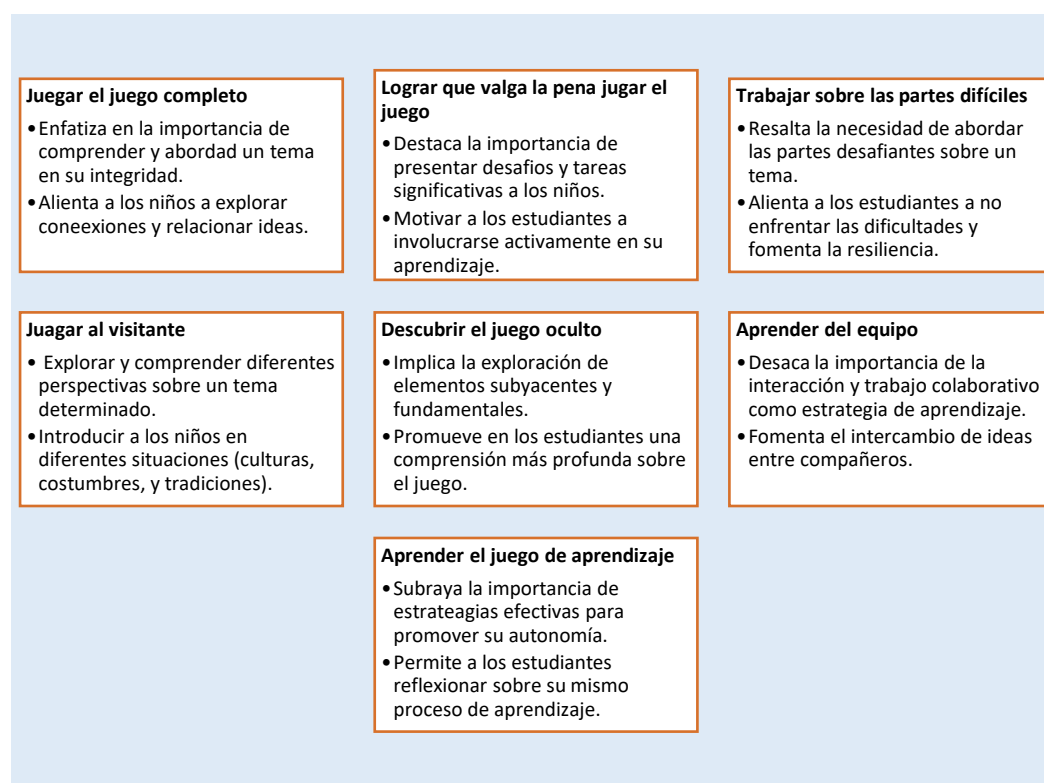 Juegar el juego completo
•Enfatiza en la importancia de
comprender y abordad un tema
en su integridad.
•Alienta a los niños a explorar
coneexiones y relacionar ideas.
Lograr que valga la pena jugar el
juego
•Destaca la importancia de
presentar desafios y tareas
significativas a los niños.
•Motivar a los estudiantes a
involucrarse activamente en su
aprendizaje.
Trabajar sobre las partes difíciles
•Resalta la necesidad de abordar
las partes desafiantes sobre un
tema.
•Alienta a los estudiantes a no
enfrentar las dificultades y
fomenta la resiliencia.
Juagar al visitante
• Explorar y comprender diferentes
perspectivas sobre un tema
determinado.
•Introducir a los niños en
diferentes situaciones (culturas,
costumbres, y tradiciones).
Descubrir el juego oculto
•Implica la exploración de
elementos subyacentes y
fundamentales.
•Promueve en los estudiantes una
comprensión más profunda sobre
el juego.
Aprender del equipo
•Desaca la importancia de la
interacción y trabajo colaborativo
como estrategia de aprendizaje.
•Fomenta el intercambio de ideas
entre compañeros.
Aprender el juego de aprendizaje
•Subraya la importancia de
estrateagias efectivas para
promover su autonomía.
•Permite a los estudiantes
reflexionar sobre su mismo
proceso de aprendizaje.